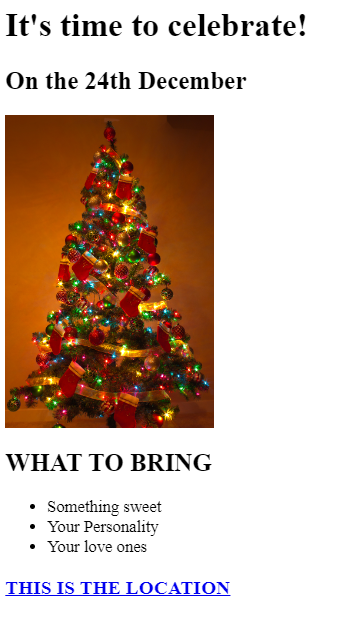 It's time to celebrate!
On the 24th December
WHAT TO BRING
Something sweet
Your Personality
Your love ones
THIS IS THE LOCATION